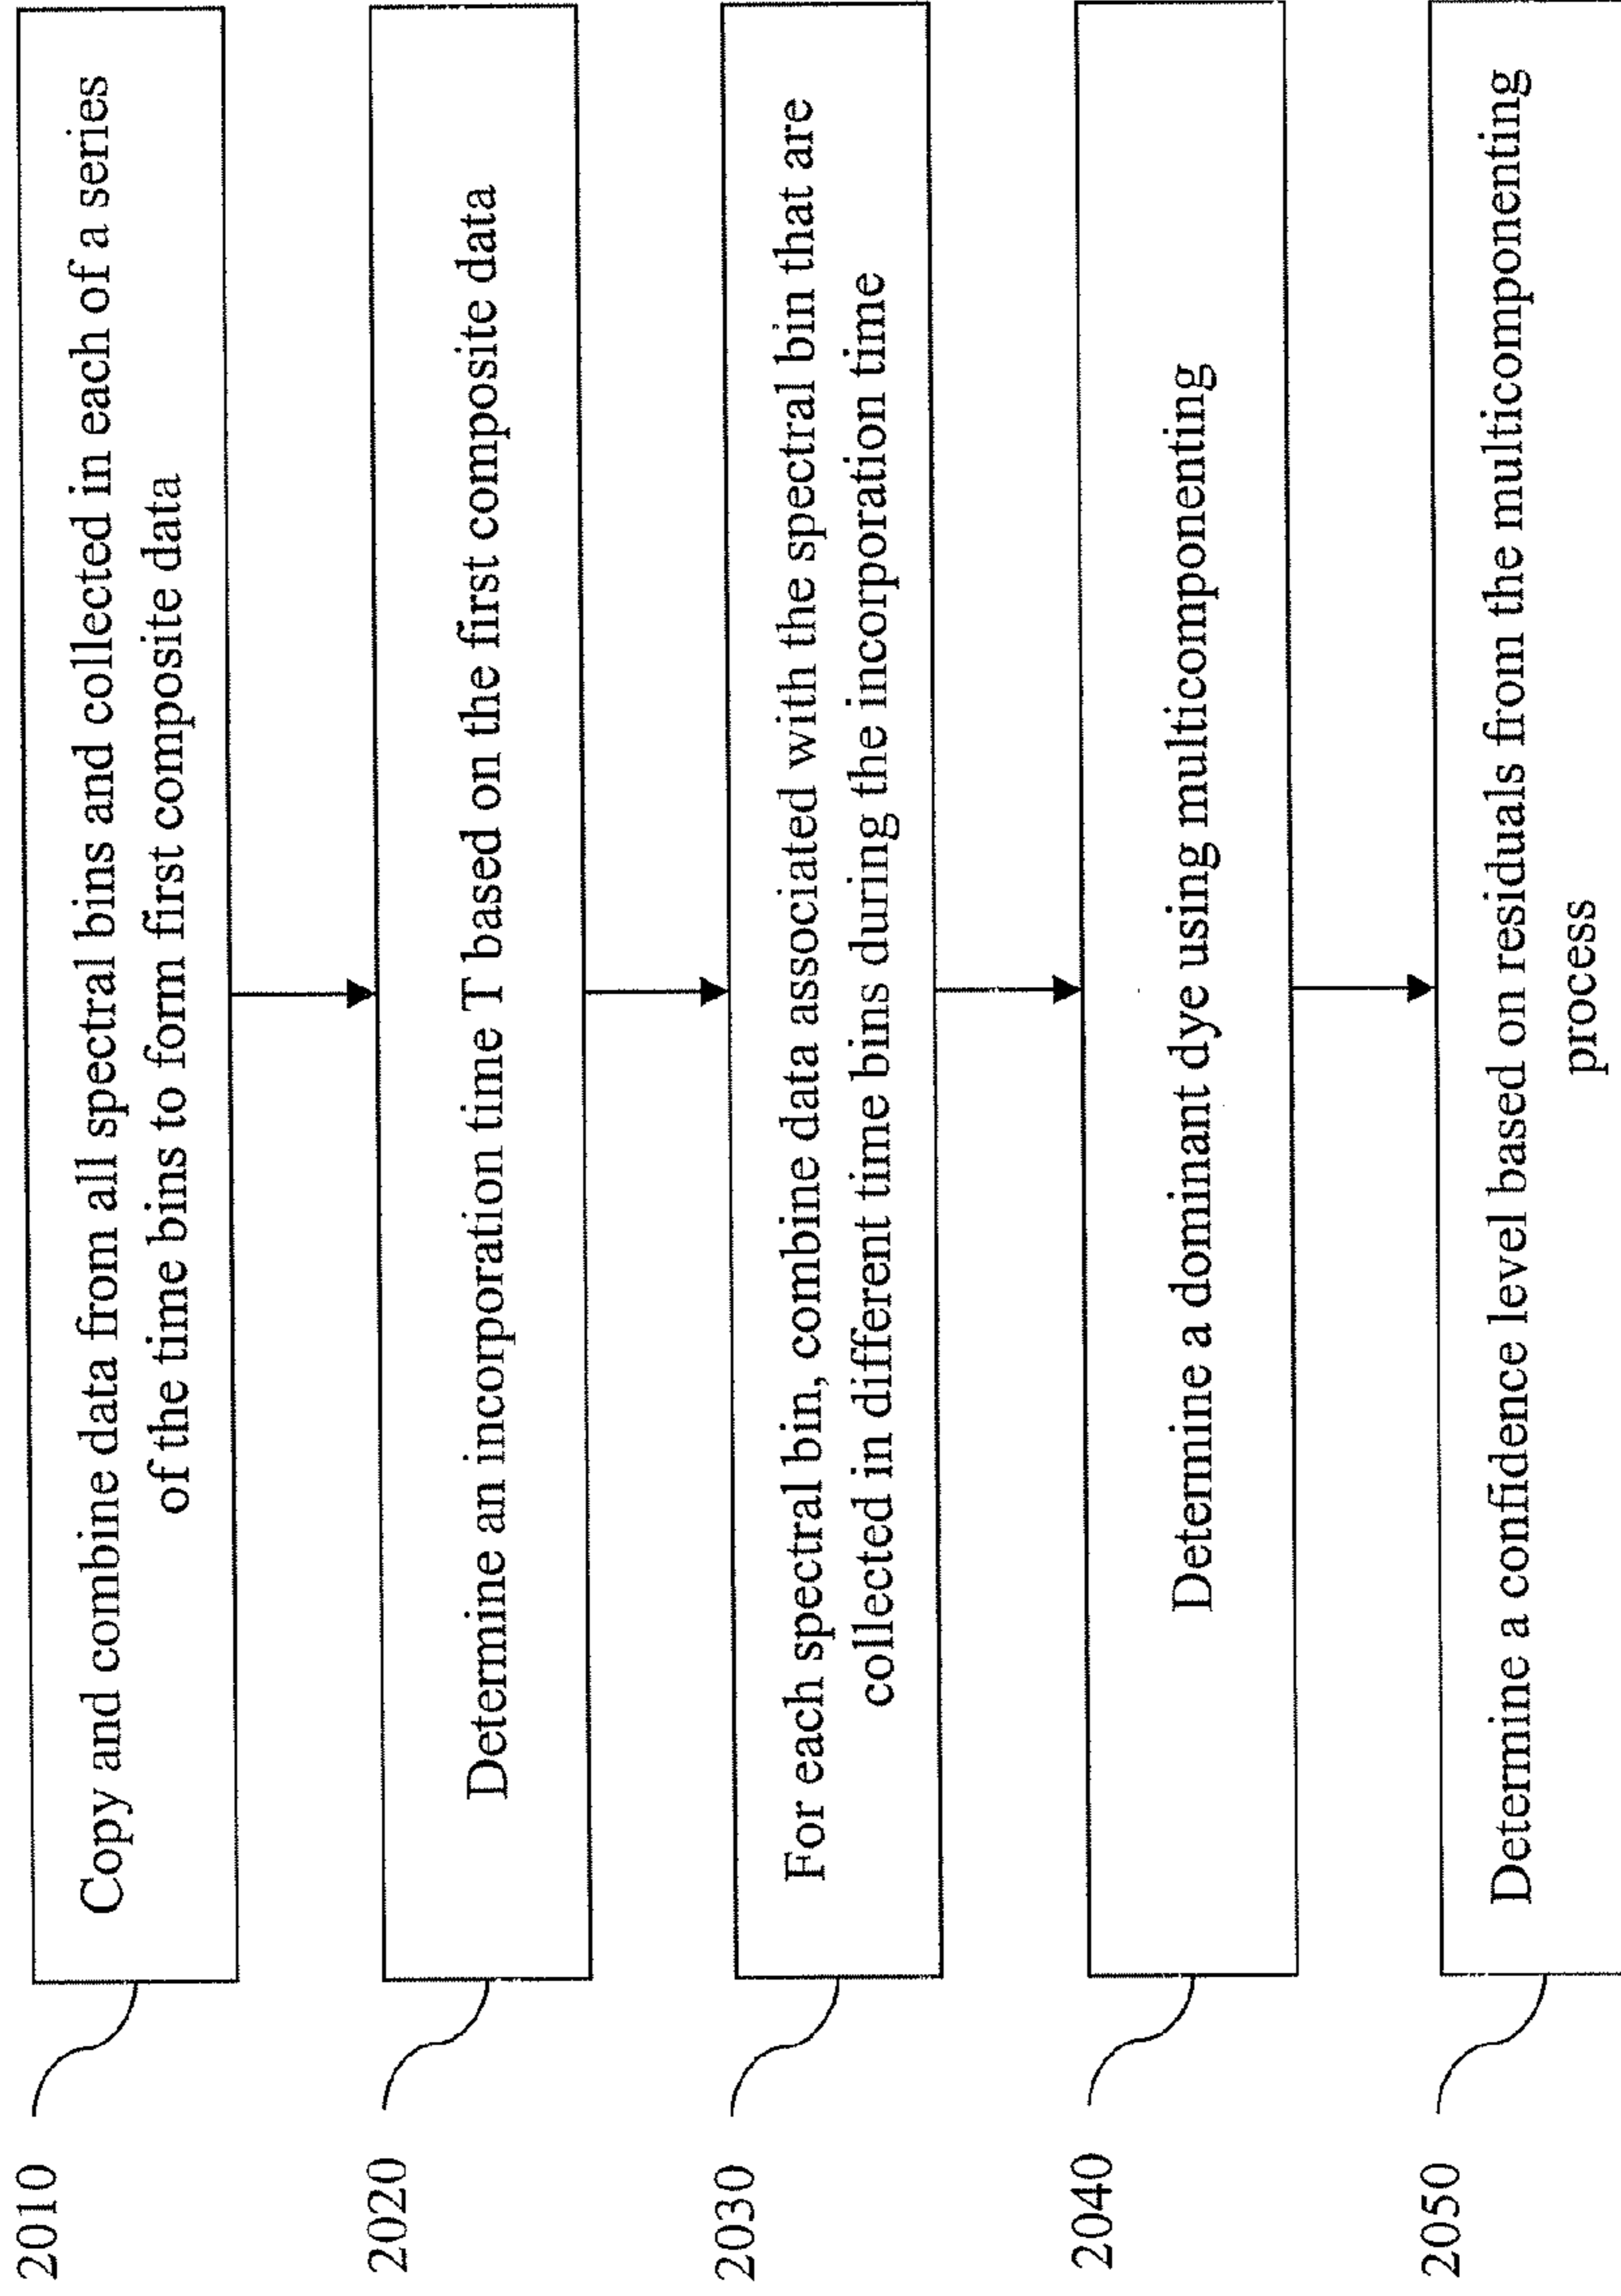 2010
Copy and combine data from all spectral bins and collected in each of a series
of the time bins to form first composite data
2020
Determine an incorporation time T based on the first composite data
2030
For each spectral bin, combine data associated with the spectral bin that are
collected in different time bins during the incorporation time
2040
Determine a dominant dye using multicomponenting
2050
Determine a confidence level based on residuals from the multicomponenting
process